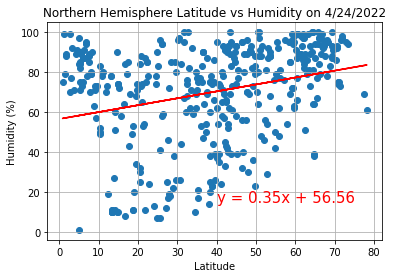 Northern Hemisphere Latitude vs Humidity on 4/24/2022
100
80
60
40
20
0
Humidity (%)
y = 0.35x + 56.56
0 10 20 30 40 50 60 70 80
Latitude